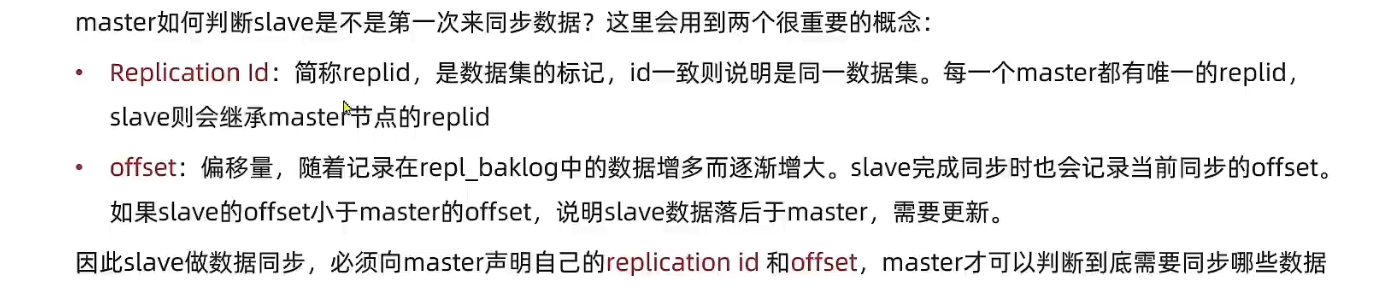 master如何判断slave是不是第一次来同步数据？这里会用到两个很重要的概念：
• Replication Id：简称replid，是数据集的标记，id一致则说明是同一数据集。每一个master都有唯一的replid，
slave则会继承master节点的replid
• offset：偏移量，随着记录在repl_baklog中的数据增多而逐渐增大。slave完成同步时也会记录当前同步的offset。
如果slave的offset小于master的offset，说明slave数据落后于master，需要更新。
因此slave做数据同步，必须向master声明自己的replication id 和offset，master才可以判断到底需要同步哪些数据